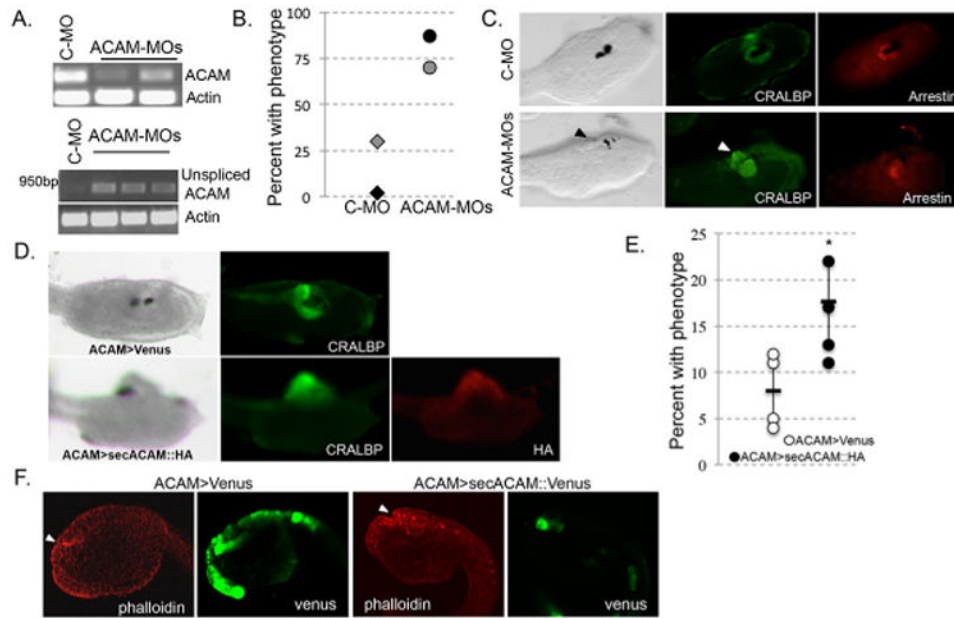 A.
C-MO
ACAM-MOs
ACAM
Actin
C-MO
ACAM-MOs
950bp
Unspliced
ACAM
Actin
B.
Percent with phenotype
100
75
50
25
0
C-MO
ACAM-MOs
C.
C-MO
CRALBP
Arrestin
ACAM-MOs
CRALBP
Arrestin
D.
ACAM>Venus
CRALBP
ACAM>secACAM::HA
CRALBP
HA
E.
Percent with phenotype
25
20
15
10
5
0
*
ACAM>Venus
ACAM>secACAM::HA
F.
ACAM>Venus
ACAM>secACAM::Venus
phalloidin
venus
phalloidin
venus